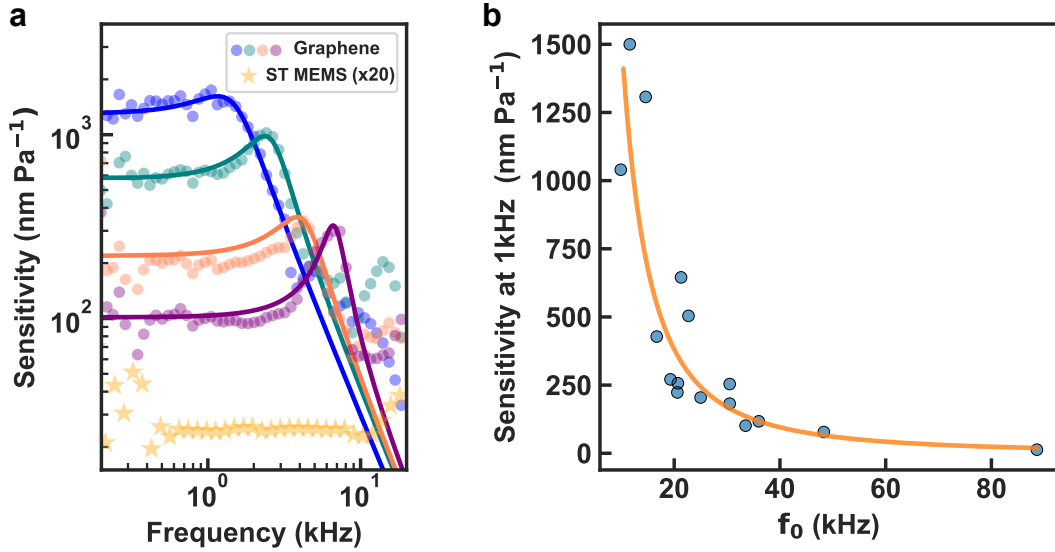 a
Graphene
ST MEMS (x20)
Sensitivity (nm Pa⁻¹)
10³
10²
10⁰
10¹
Frequency (kHz)
b
Sensitivity at 1kHz (nm Pa⁻¹)
1500
1250
1000
750
500
250
0
20
40
60
80
f₀ (kHz)